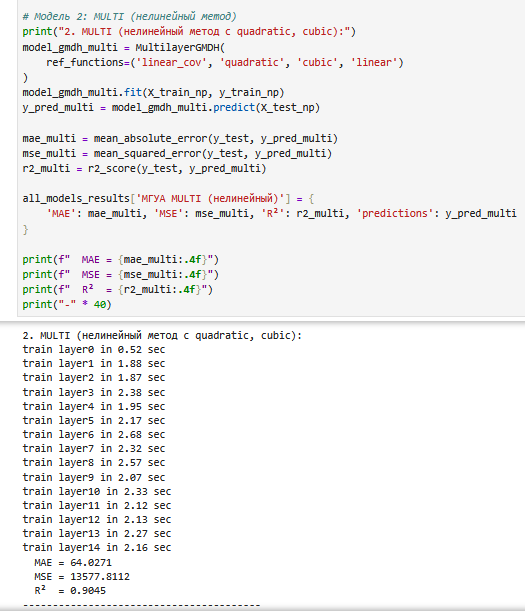 # Модель 2: MULTI (нелинейный метод)
print("2. MULTI (нелинейный метод с quadratic, cubic):")
model_gmdh_multi = MultilayerGMDH(
    ref_functions=('linear_cov', 'quadratic', 'cubic', 'linear')
)
model_gmdh_multi.fit(X_train_np, y_train_np)
y_pred_multi = model_gmdh_multi.predict(X_test_np)

mae_multi = mean_absolute_error(y_test, y_pred_multi)
mse_multi = mean_squared_error(y_test, y_pred_multi)
r2_multi = r2_score(y_test, y_pred_multi)

all_models_results['МГУА MULTI (нелинейный)'] = {
    'MAE': mae_multi, 'MSE': mse_multi, 'R²': r2_multi, 'predictions': y_pred_multi
}

print(f"  MAE = {mae_multi:.4f}")
print(f"  MSE = {mse_multi:.4f}")
print(f"  R²  = {r2_multi:.4f}")
print("-" * 40)

2. MULTI (нелинейный метод с quadratic, cubic):
train layer0 in 0.52 sec
train layer1 in 1.88 sec
train layer2 in 1.87 sec
train layer3 in 2.38 sec
train layer4 in 1.95 sec
train layer5 in 2.17 sec
train layer6 in 2.68 sec
train layer7 in 2.32 sec
train layer8 in 2.57 sec
train layer9 in 2.07 sec
train layer10 in 2.33 sec
train layer11 in 2.12 sec
train layer12 in 2.13 sec
train layer13 in 2.27 sec
train layer14 in 2.16 sec
  MAE = 64.0271
  MSE = 13577.8112
  R²  = 0.9045
----------------------------------------